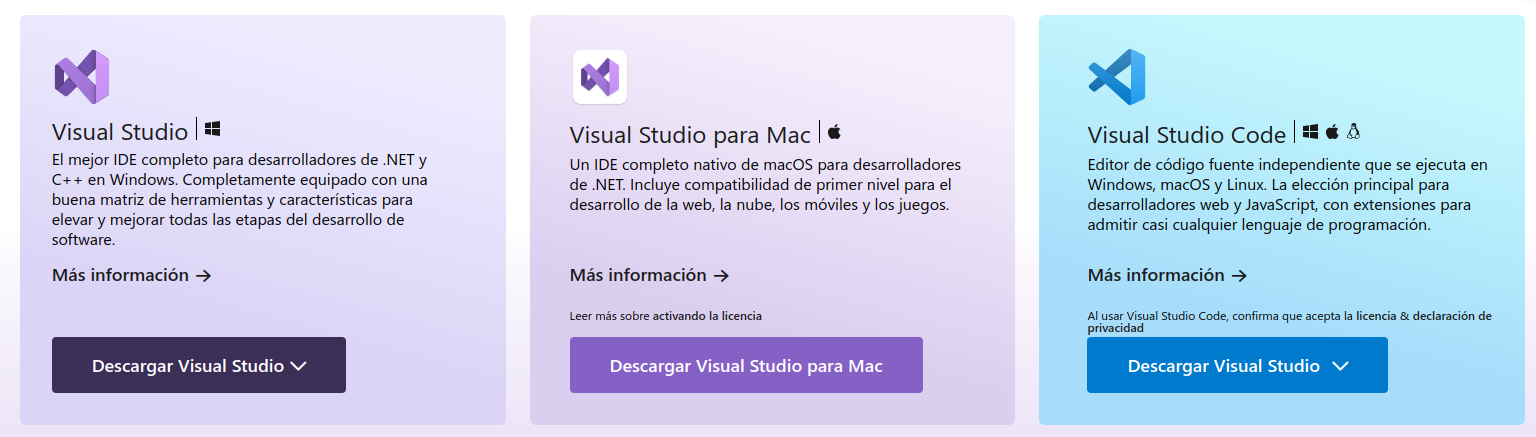 Visual Studio
El mejor IDE completo para desarrolladores de .NET y
C++ en Windows. Completamente equipado con una
buena matriz de herramientas y características para
elevar y mejorar todas las etapas del desarrollo de
software.
Más información
Descargar Visual Studio
Visual Studio para Mac
Un IDE completo nativo de macOS para desarrolladores
de .NET. Incluye compatibilidad de primer nivel para el
desarrollo de la web, la nube, los móviles y los juegos.
Más información
Leer más sobre activando la licencia
Descargar Visual Studio para Mac
Visual Studio Code
Editor de código fuente independiente que se ejecuta en
Windows, macOS y Linux. La elección principal para
desarrolladores web y JavaScript, con extensiones para
admitir casi cualquier lenguaje de programación.
Más información
Al usar Visual Studio Code, confirma que acepta la licencia & declaración de
privacidad
Descargar Visual Studio